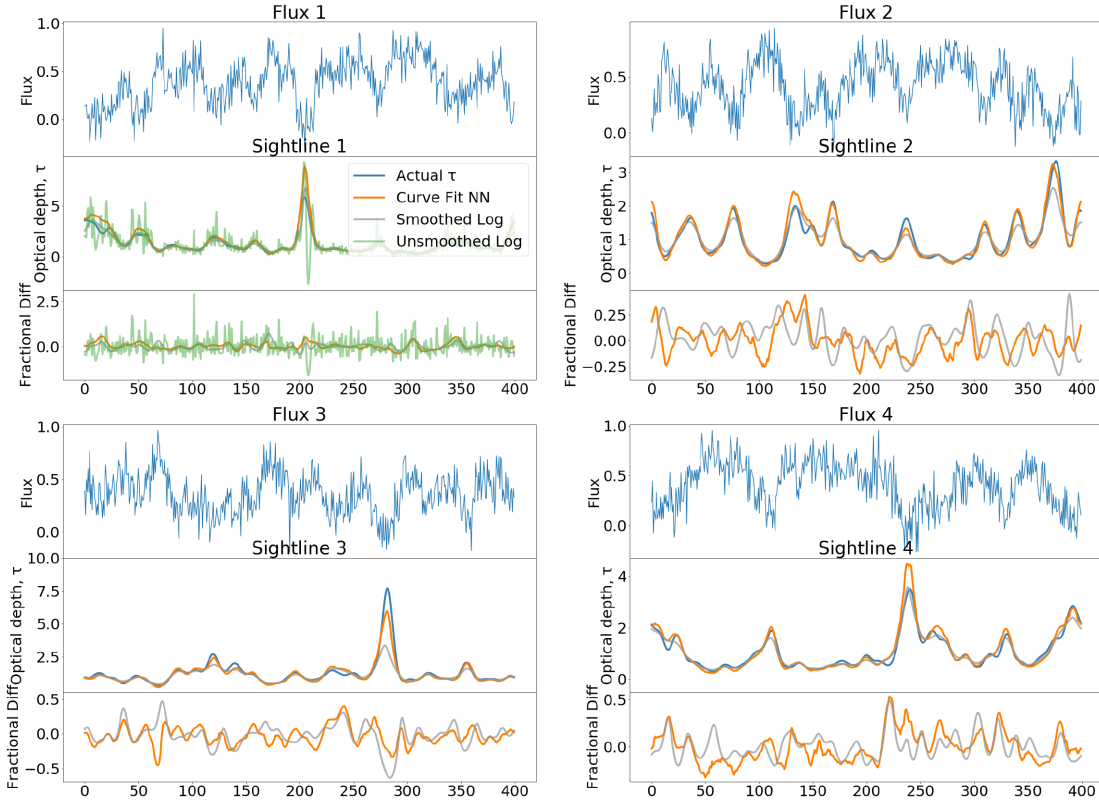 Flux 1
Flux
1.0
0.5
0.0
Sightline 1
Optical depth, τ
5
0
Actual τ
Curve Fit NN
Smoothed Log
Unsmoothed Log
Fractional Diff
2.5
0.0
0 50 100 150 200 250 300 350 400
Flux 2
Flux
0.5
0.0
Sightline 2
Optical depth, τ
3
2
1
0
Fractional Diff
0.25
0.00
−0.25
0 50 100 150 200 250 300 350 400
Flux 3
Flux
1.0
0.5
0.0
Sightline 3
Optical depth, τ
10.0
7.5
5.0
2.5
Fractional Diff
0.5
0.0
−0.5
0 50 100 150 200 250 300 350 400
Flux 4
Flux
1.0
0.5
0.0
Sightline 4
Optical depth, τ
4
2
0
Fractional Diff
0.5
0.0
0 50 100 150 200 250 300 350 400